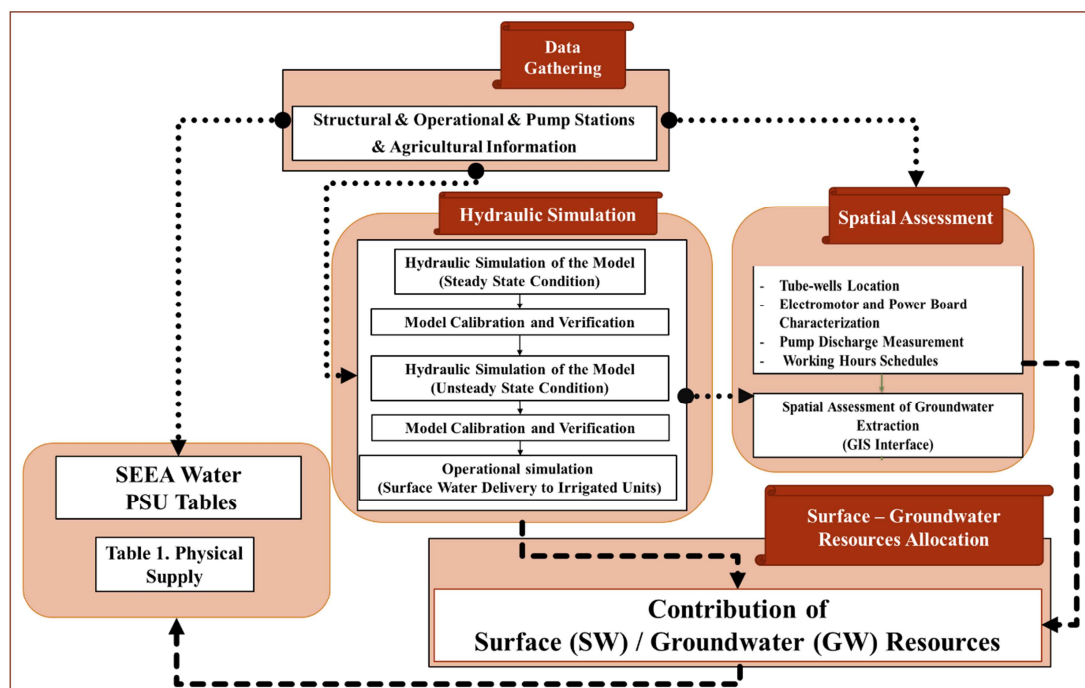 Data
Gathering
Structural & Operational & Pump Stations
& Agricultural Information
Hydraulic Simulation
Hydraulic Simulation of the Model
(Steady State Condition)
Model Calibration and Verification
Hydraulic Simulation of the Model
(Unsteady State Condition)
Model Calibration and Verification
Operational simulation
(Surface Water Delivery to Irrigated Units)
Spatial Assessment
- Tube-wells Location
- Electromotor and Power Board
Characterization
- Pump Discharge Measurement
- Working Hours Schedules
Spatial Assessment of Groundwater
Extraction
(GIS Interface)
SEEA Water
PSU Tables
Table 1. Physical
Supply
Surface – Groundwater
Resources Allocation
Contribution of
Surface (SW) / Groundwater (GW) Resources